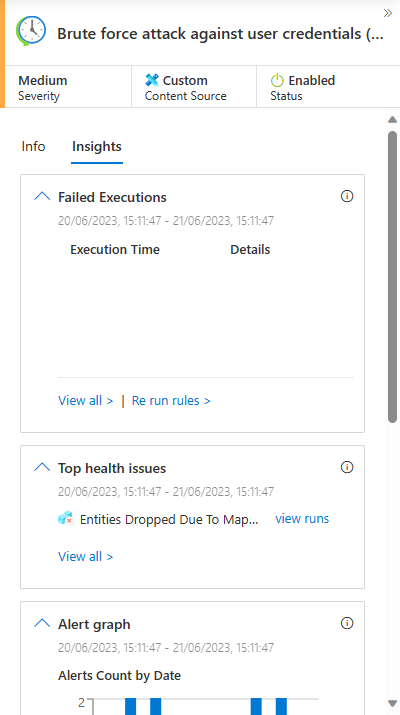 Brute force attack against user credentials (...
Medium
Severity
Custom
Content Source
Enabled
Status
Info
Insights
Failed Executions
20/06/2023, 15:11:47 - 21/06/2023, 15:11:47
Execution Time Details
View all > | Re run rules >
Top health issues
20/06/2023, 15:11:47 - 21/06/2023, 15:11:47
Entities Dropped Due To Map... view runs
View all >
Alert graph
20/06/2023, 15:11:47 - 21/06/2023, 15:11:47
Alerts Count by Date
2